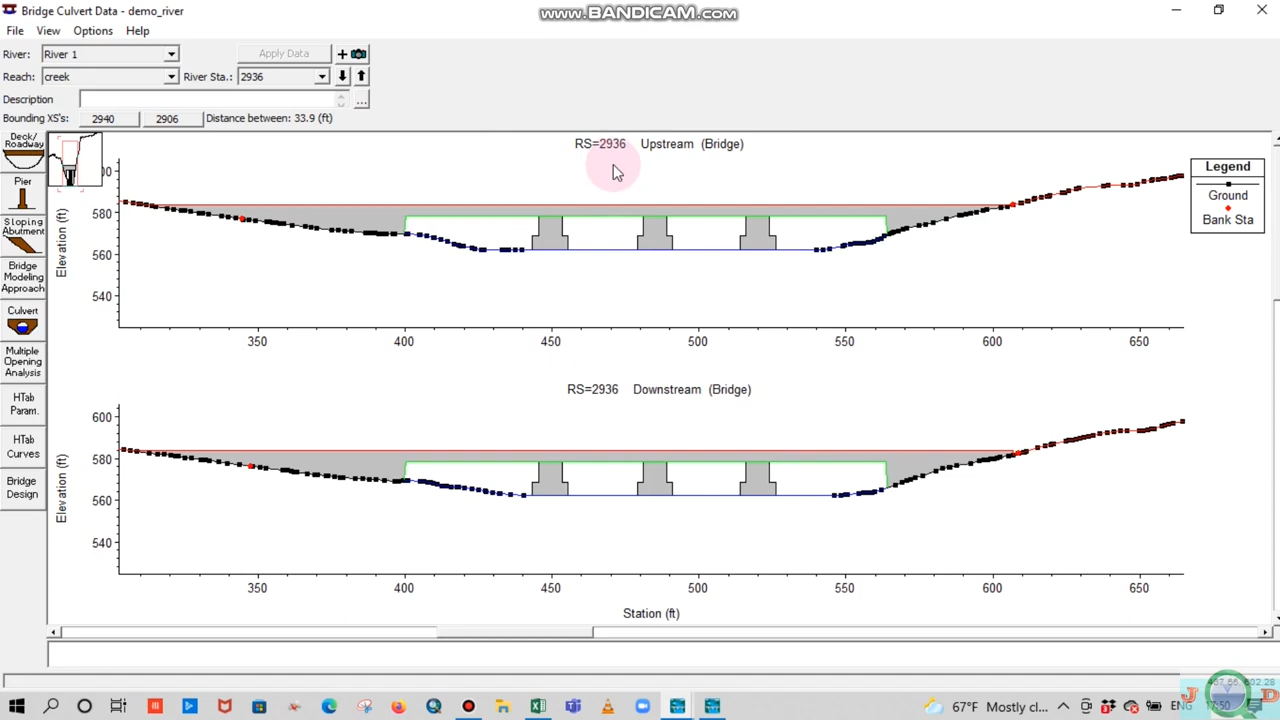 Bridge Culvert Data - demo_river
www.BANDICAM.com
File View Options Help
River: River 1 Apply Data
Reach: creek River Sta.: 2936
Description ...
Bounding XS's: 2940 2906 Distance between: 33.9 (ft)
Deck/
Roadway
Pier
Sloping
Abutment
Bridge
Modeling
Approach
Culvert
Multiple
Opening
Analysis
HTab
Param.
HTab
Curves
Bridge
Design
RS=2936 Upstream (Bridge)
Elevation (ft)
580
560
540
350 400 450 500 550 600 650
Legend
Ground
Bank Sta
RS=2936 Downstream (Bridge)
Elevation (ft)
600
580
560
540
350 400 450 500 550 600 650
Station (ft)
67°F Mostly cl...
ENG
17:50
J D